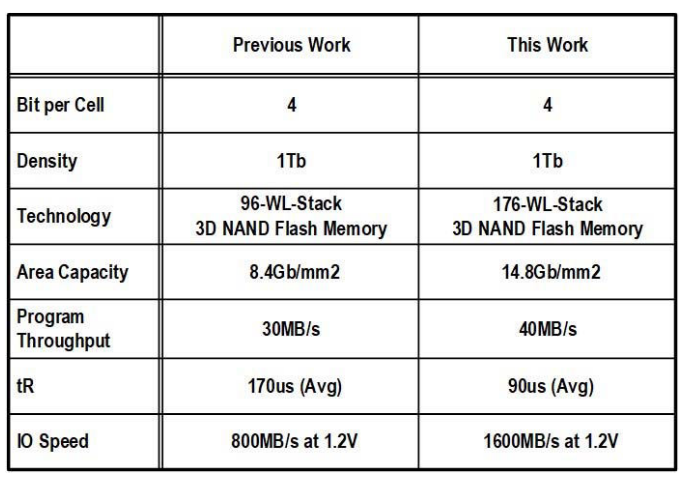 Previous Work This Work
Bit per Cell 4 4
Density 1Tb 1Tb
Technology 96-WL-Stack 3D NAND Flash Memory 176-WL-Stack 3D NAND Flash Memory
Area Capacity 8.4Gb/mm2 14.8Gb/mm2
Program Throughput 30MB/s 40MB/s
tR 170us (Avg) 90us (Avg)
IO Speed 800MB/s at 1.2V 1600MB/s at 1.2V